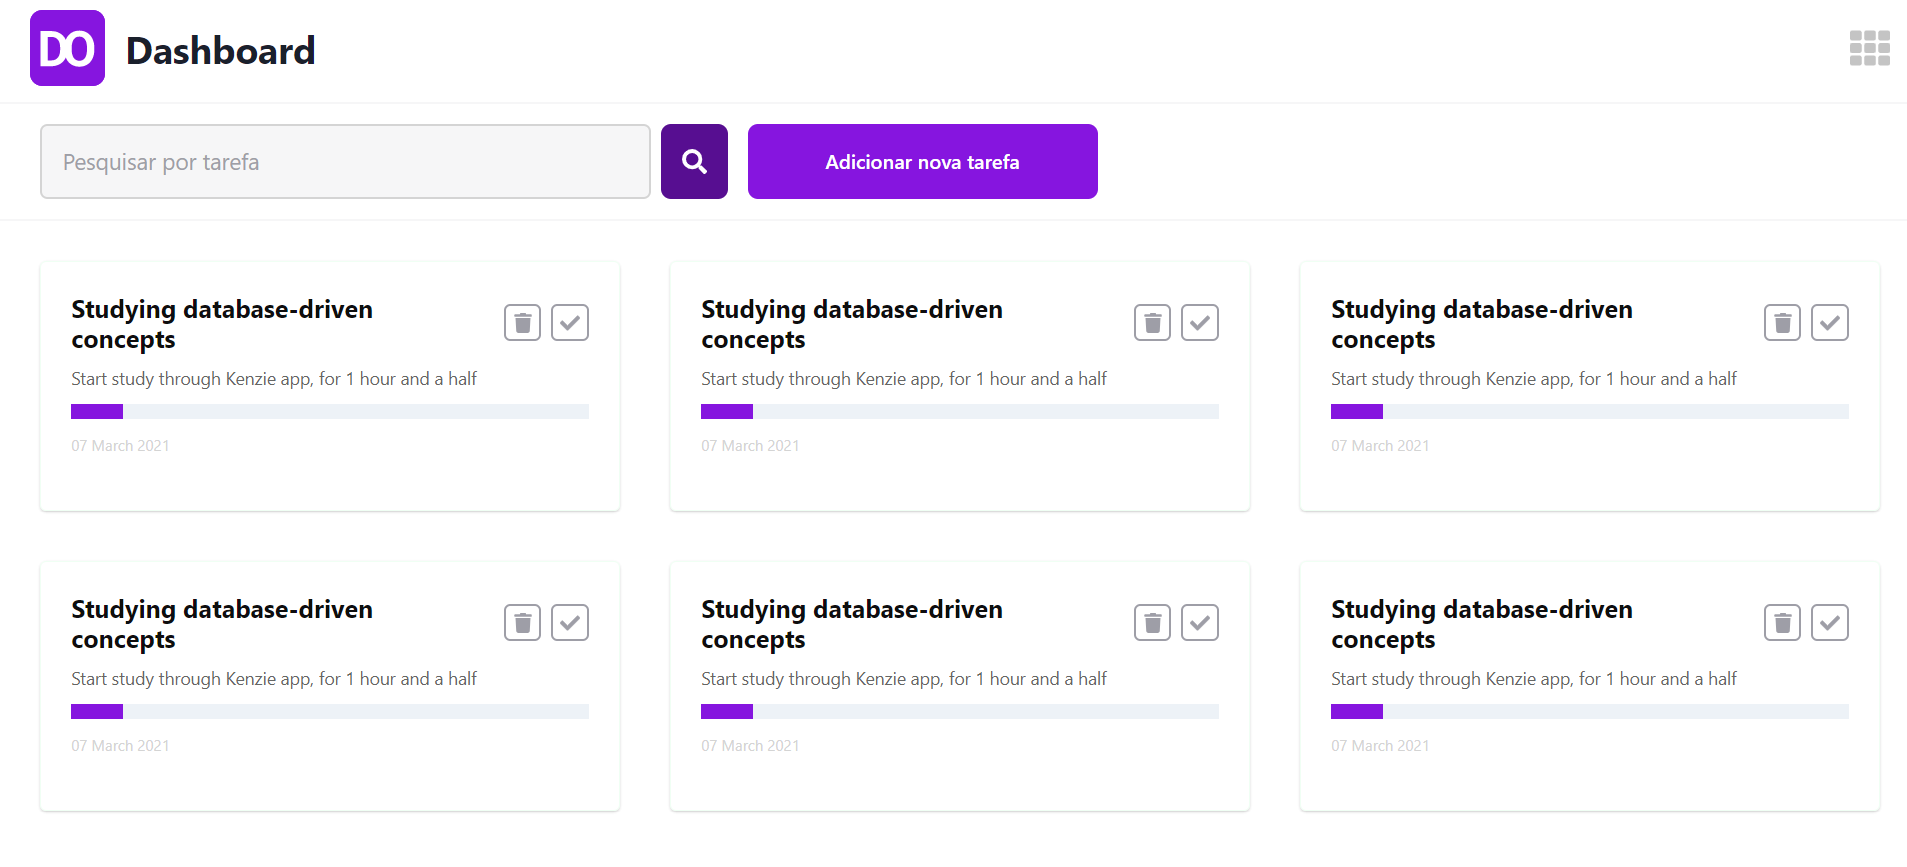 DO Dashboard
Pesquisar por tarefa
Adicionar nova tarefa
Studying database-driven
concepts
Start study through Kenzie app, for 1 hour and a half
07 March 2021
Studying database-driven
concepts
Start study through Kenzie app, for 1 hour and a half
07 March 2021
Studying database-driven
concepts
Start study through Kenzie app, for 1 hour and a half
07 March 2021
Studying database-driven
concepts
Start study through Kenzie app, for 1 hour and a half
07 March 2021
Studying database-driven
concepts
Start study through Kenzie app, for 1 hour and a half
07 March 2021
Studying database-driven
concepts
Start study through Kenzie app, for 1 hour and a half
07 March 2021